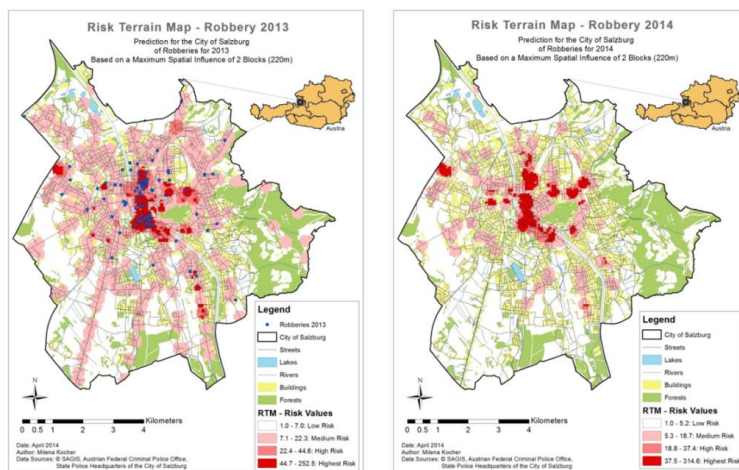 Risk Terrain Map - Robbery 2013
Prediction for the City of Salzburg
of Robberies for 2013
Based on a Maximum Spatial Influence of 2 Blocks (220m)
Austria
Legend
Robberies 2013
City of Salzburg
Streets
Lakes
Rivers
Buildings
Forests
RTM - Risk Values
1.0 - 7.0: Low Risk
7.1 - 22.3: Medium Risk
22.4 - 44.6: High Risk
44.7 - 252.5: Highest Risk
N
Kilometers
0 0.5 1 2 3 4
Date: April 2014
Author: Milena Kocher
Data Sources: © SAGIS, Austrian Federal Criminal Police Office,
State Police Headquarters of the City of Salzburg
Risk Terrain Map - Robbery 2014
Prediction for the City of Salzburg
of Robberies for 2014
Based on a Maximum Spatial Influence of 2 Blocks (220m)
Austria
Legend
City of Salzburg
Streets
Lakes
Rivers
Buildings
Forests
RTM - Risk Values
1.0 - 5.2: Low Risk
5.3 - 18.7: Medium Risk
18.8 - 37.4: High Risk
37.5 - 314.6: Highest Risk
N
Kilometers
0 0.5 1 2 3 4
Date: April 2014
Author: Milena Kocher
Data Sources: © SAGIS, Austrian Federal Criminal Police Office,
State Police Headquarters of the City of Salzburg